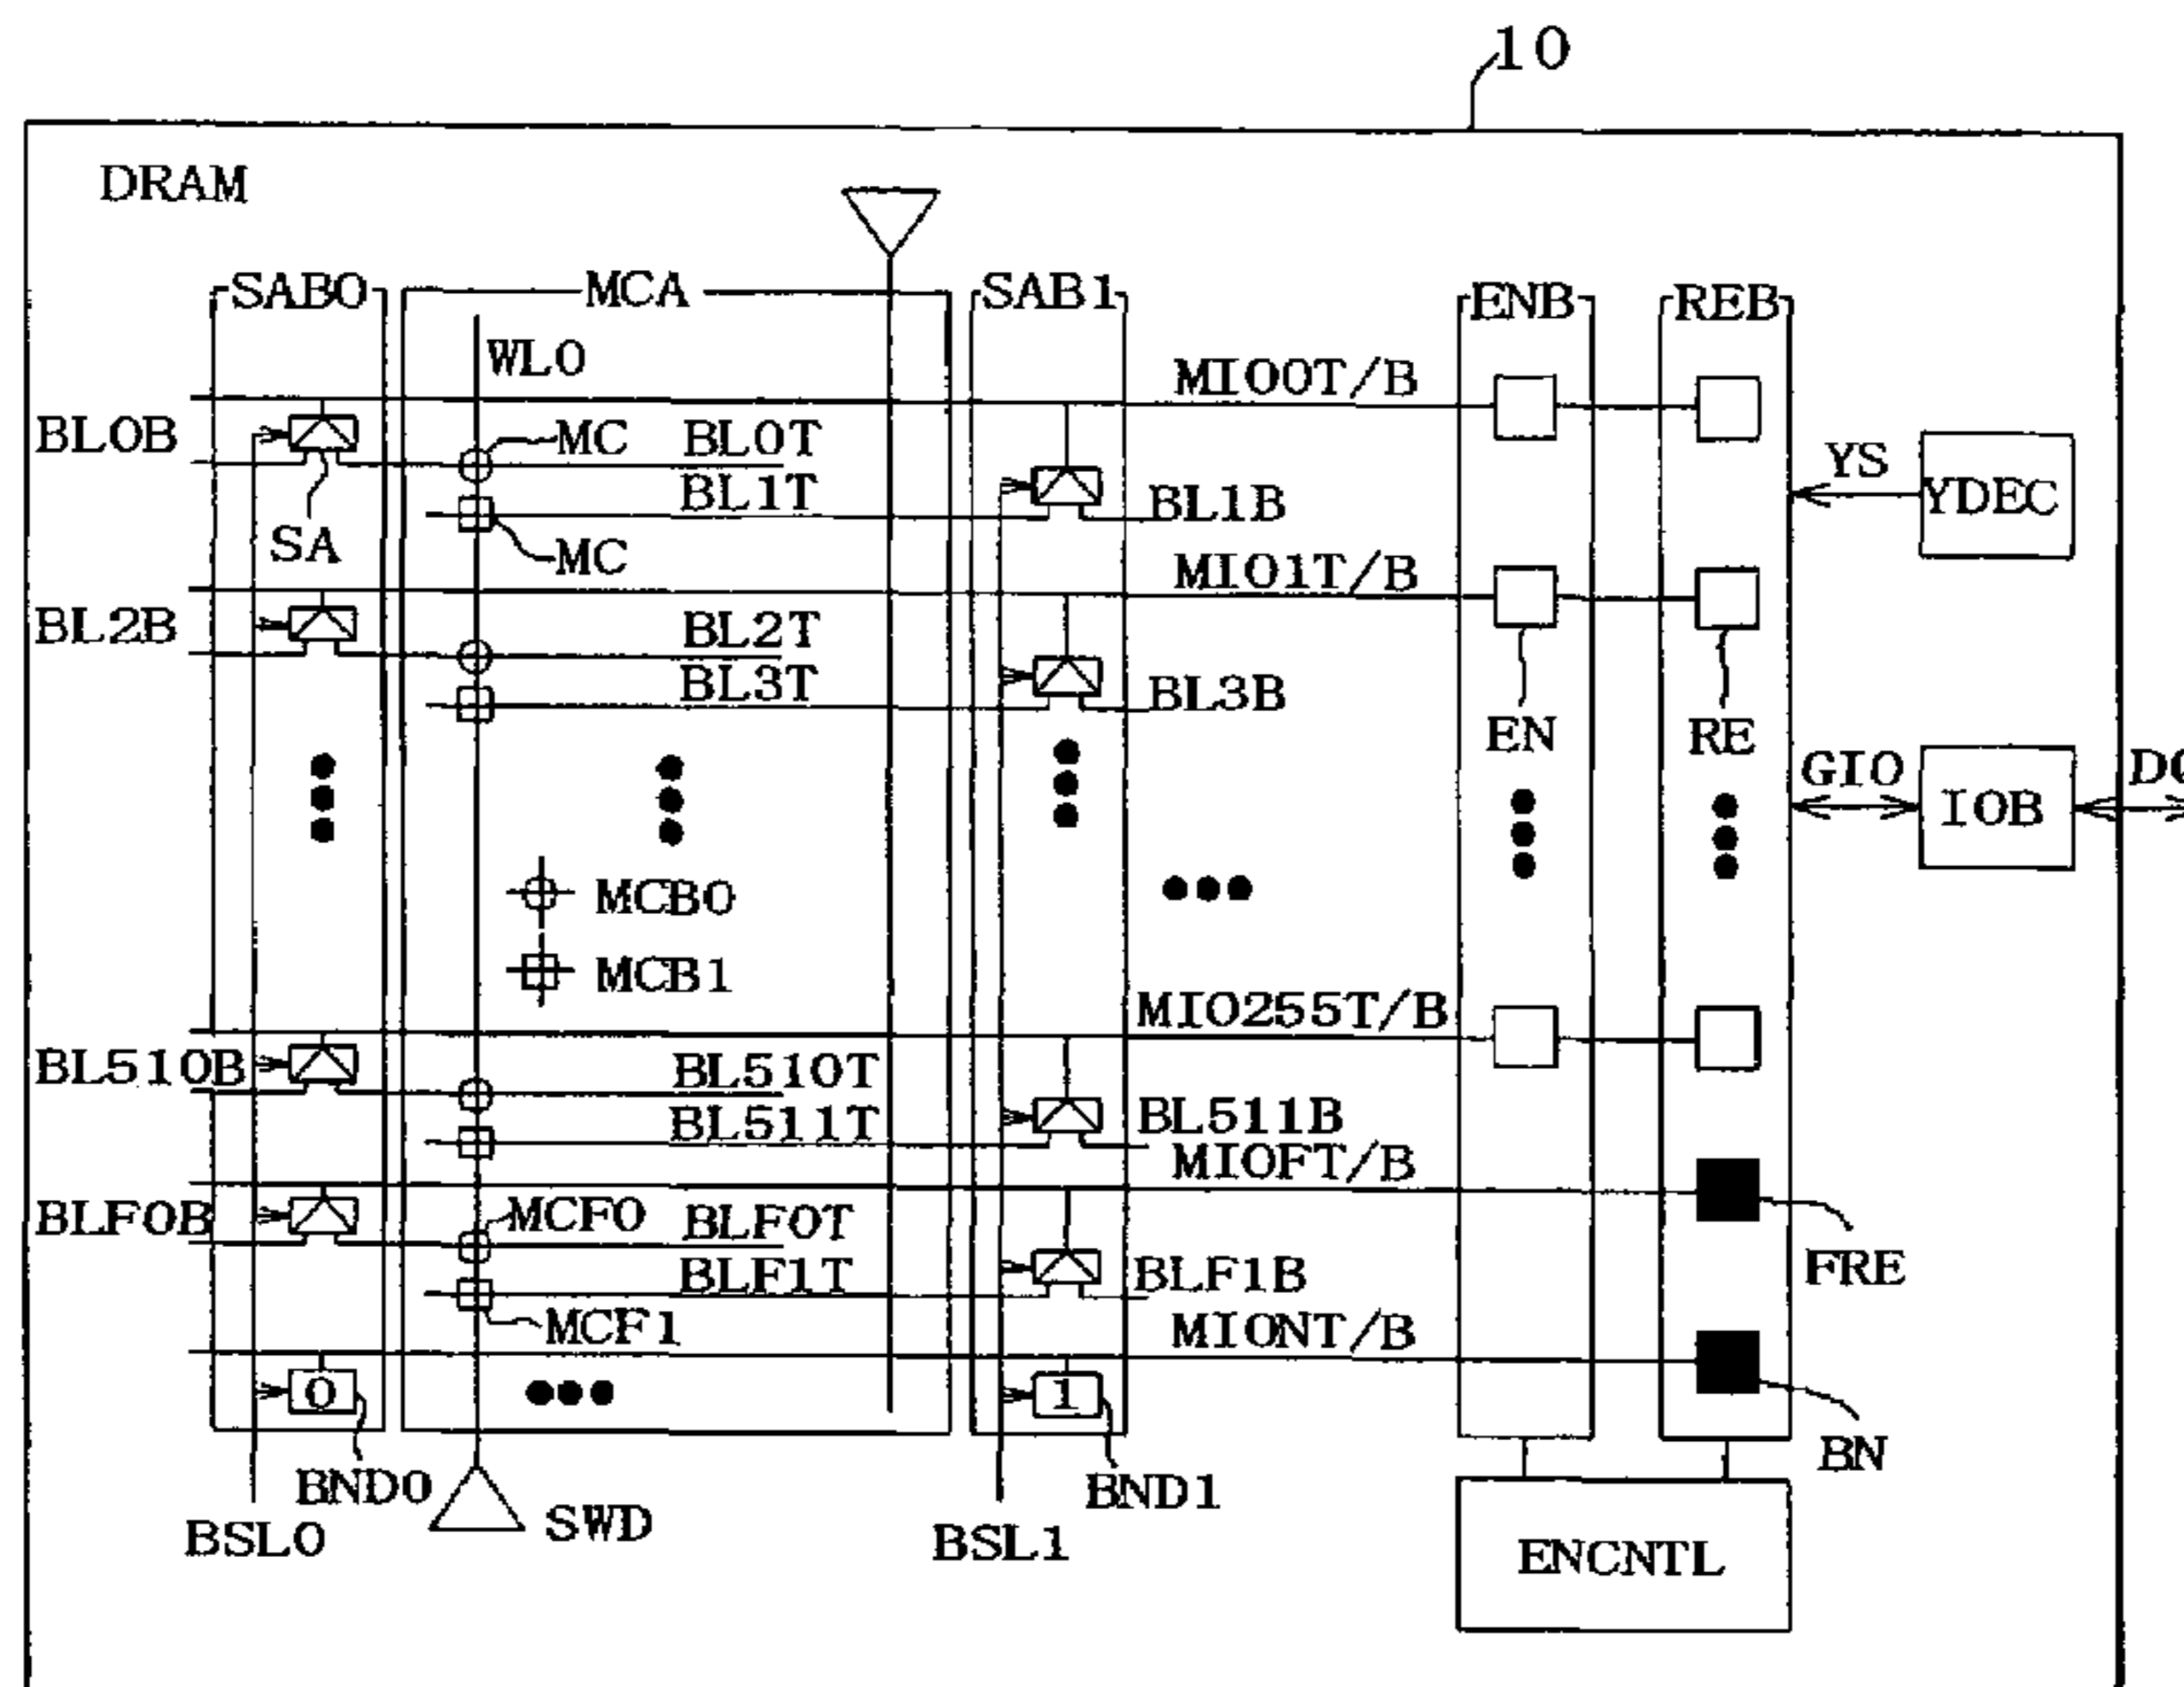 10
DRAM
SAB0
MCA
SAB1
ENB
REB
WL0
MIO0T/B
BL0B
MC
BL0T
BL1T
BL1B
YS
YDEC
SA
MC
MIO1T/B
BL2B
BL2T
BL3T
BL3B
EN
RE
GIO
IOB
MCB0
MCB1
MIO255T/B
BL510B
BL510T
BL511T
BL511B
MIOFT/B
BLF0B
MCF0
BLF0T
BLF1T
BLF1B
FRE
MCF1
MIONT/B
0
1
BN
BND0
BND1
BSL0
SWD
BSL1
ENCNTL